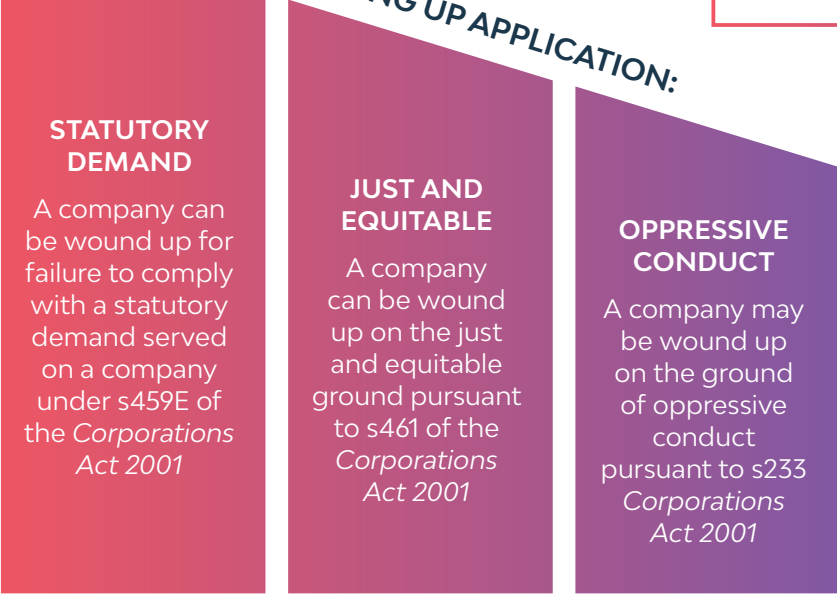 UP APPLICATION:
STATUTORY
DEMAND
A company can
be wound up for
failure to comply
with a statutory
demand served
on a company
under s459E of
the Corporations
Act 2001
JUST AND
EQUITABLE
A company
can be wound
up on the just
and equitable
ground pursuant
to s461 of the
Corporations
Act 2001
OPPRESSIVE
CONDUCT
A company may
be wound up
on the ground
of oppressive
conduct
pursuant to s233
Corporations
Act 2001